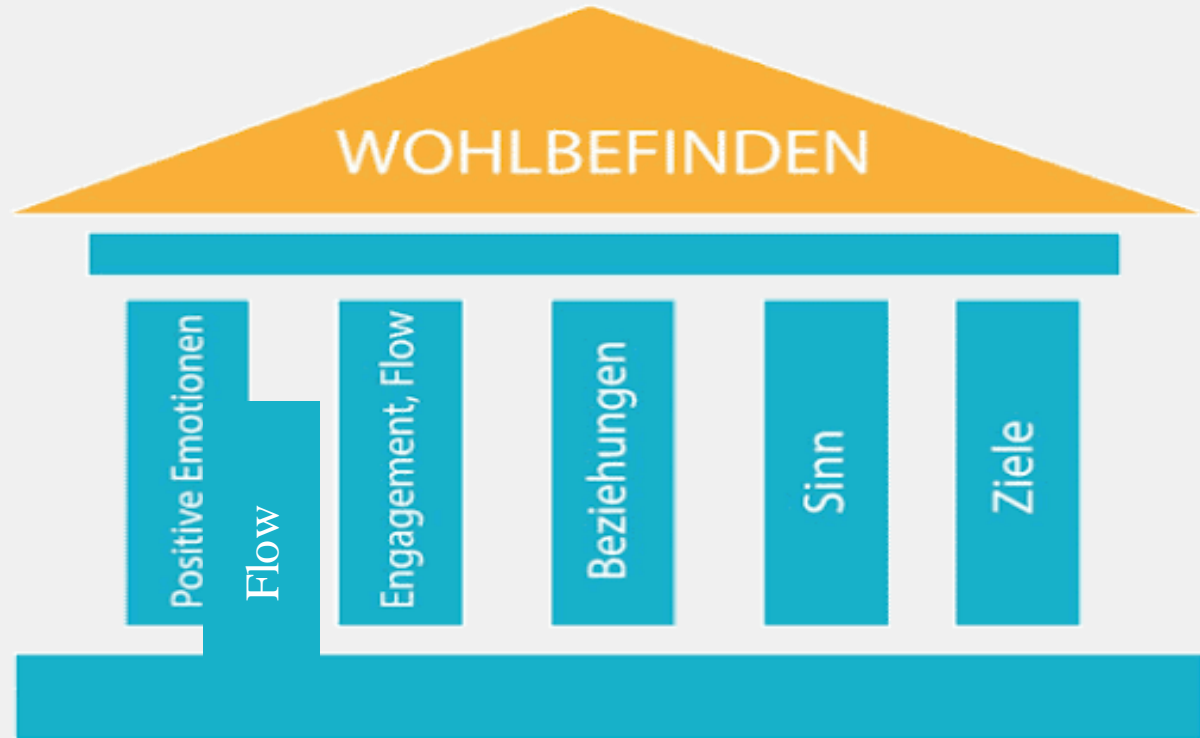 WOHLBEFINDEN
Positive Emotionen
Flow
Engagement, Flow
Beziehungen
Sinn
Ziele